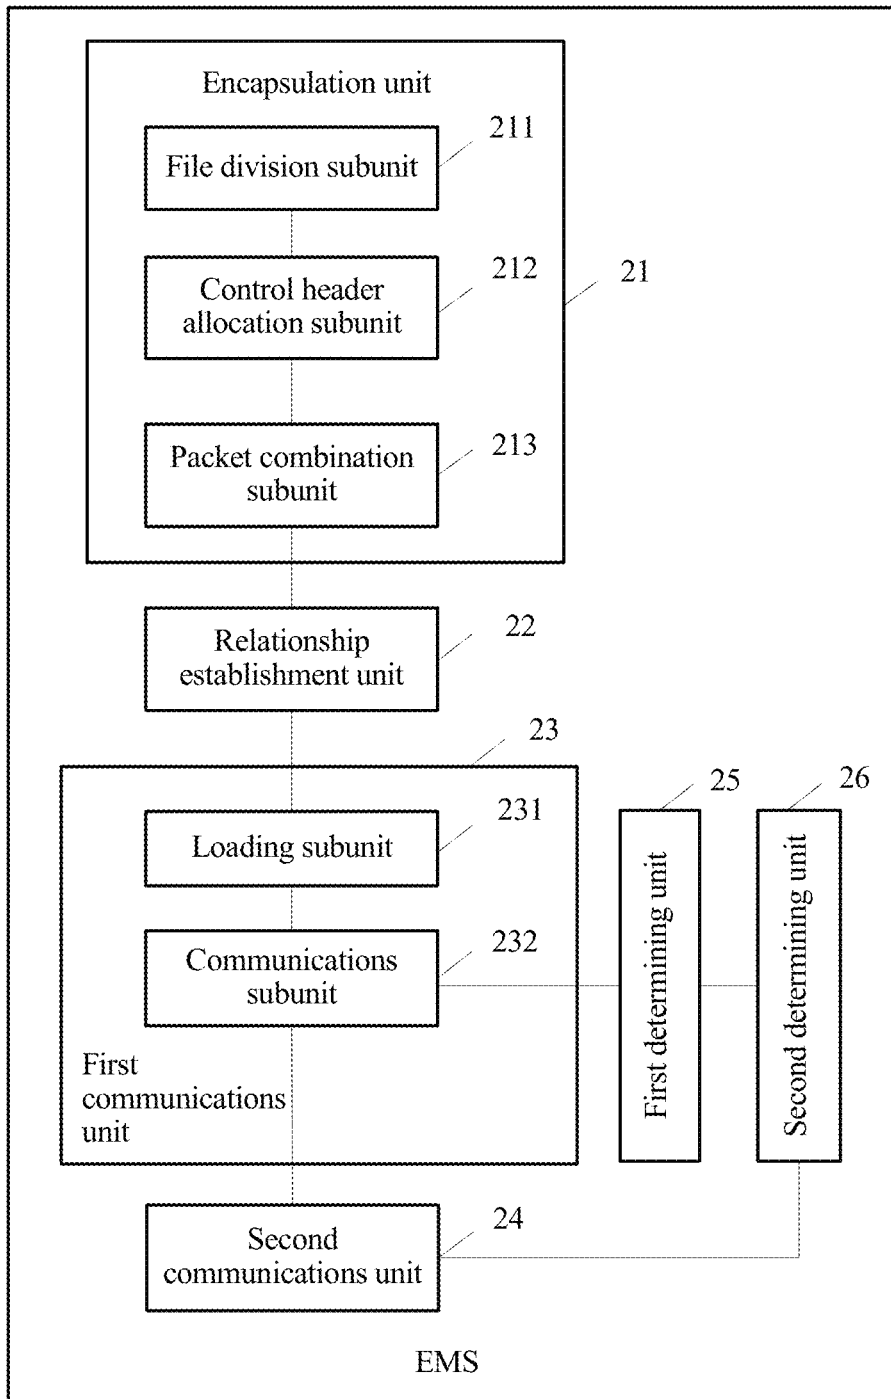 Encapsulation unit
211
File division subunit
212
Control header
allocation subunit
21
213
Packet combination
subunit
22
Relationship
establishment unit
23
25
26
231
Loading subunit
232
Communications
subunit
First determining unit
Second determining unit
First
communications
unit
24
Second
communications unit
EMS